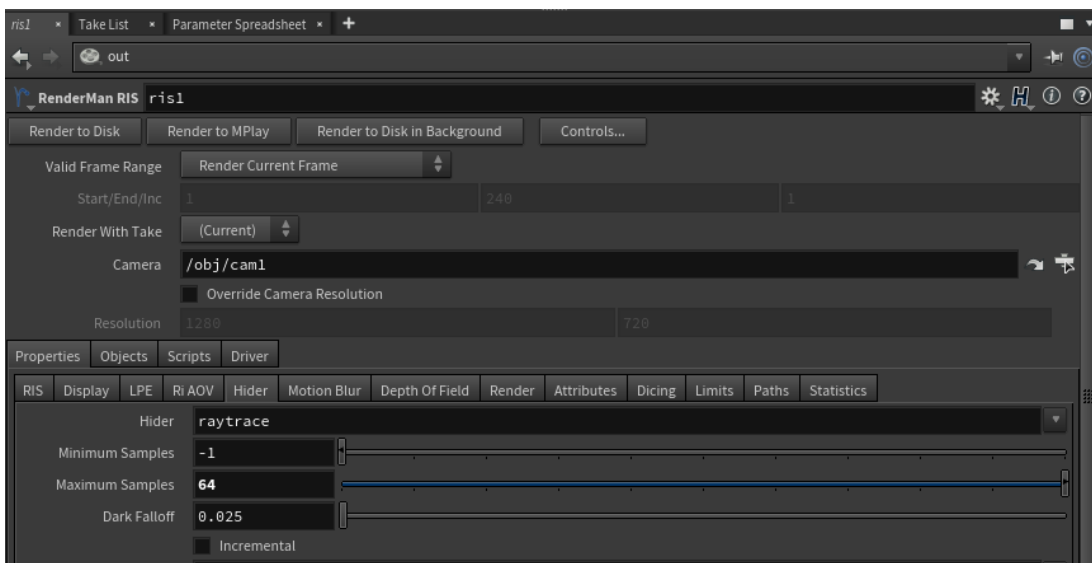 ris1 × Take List × Parameter Spreadsheet × +
out
RenderMan RIS ris1
Render to Disk Render to MPlay Render to Disk in Background Controls...
Valid Frame Range Render Current Frame
Start/End/Inc 1 240 1
Render With Take (Current)
Camera /obj/cam1
Override Camera Resolution
Resolution 1280 720
Properties Objects Scripts Driver
RIS Display LPE Ri AOV Hider Motion Blur Depth Of Field Render Attributes Dicing Limits Paths Statistics
Hider raytrace
Minimum Samples -1
Maximum Samples 64
Dark Falloff 0.025
Incremental